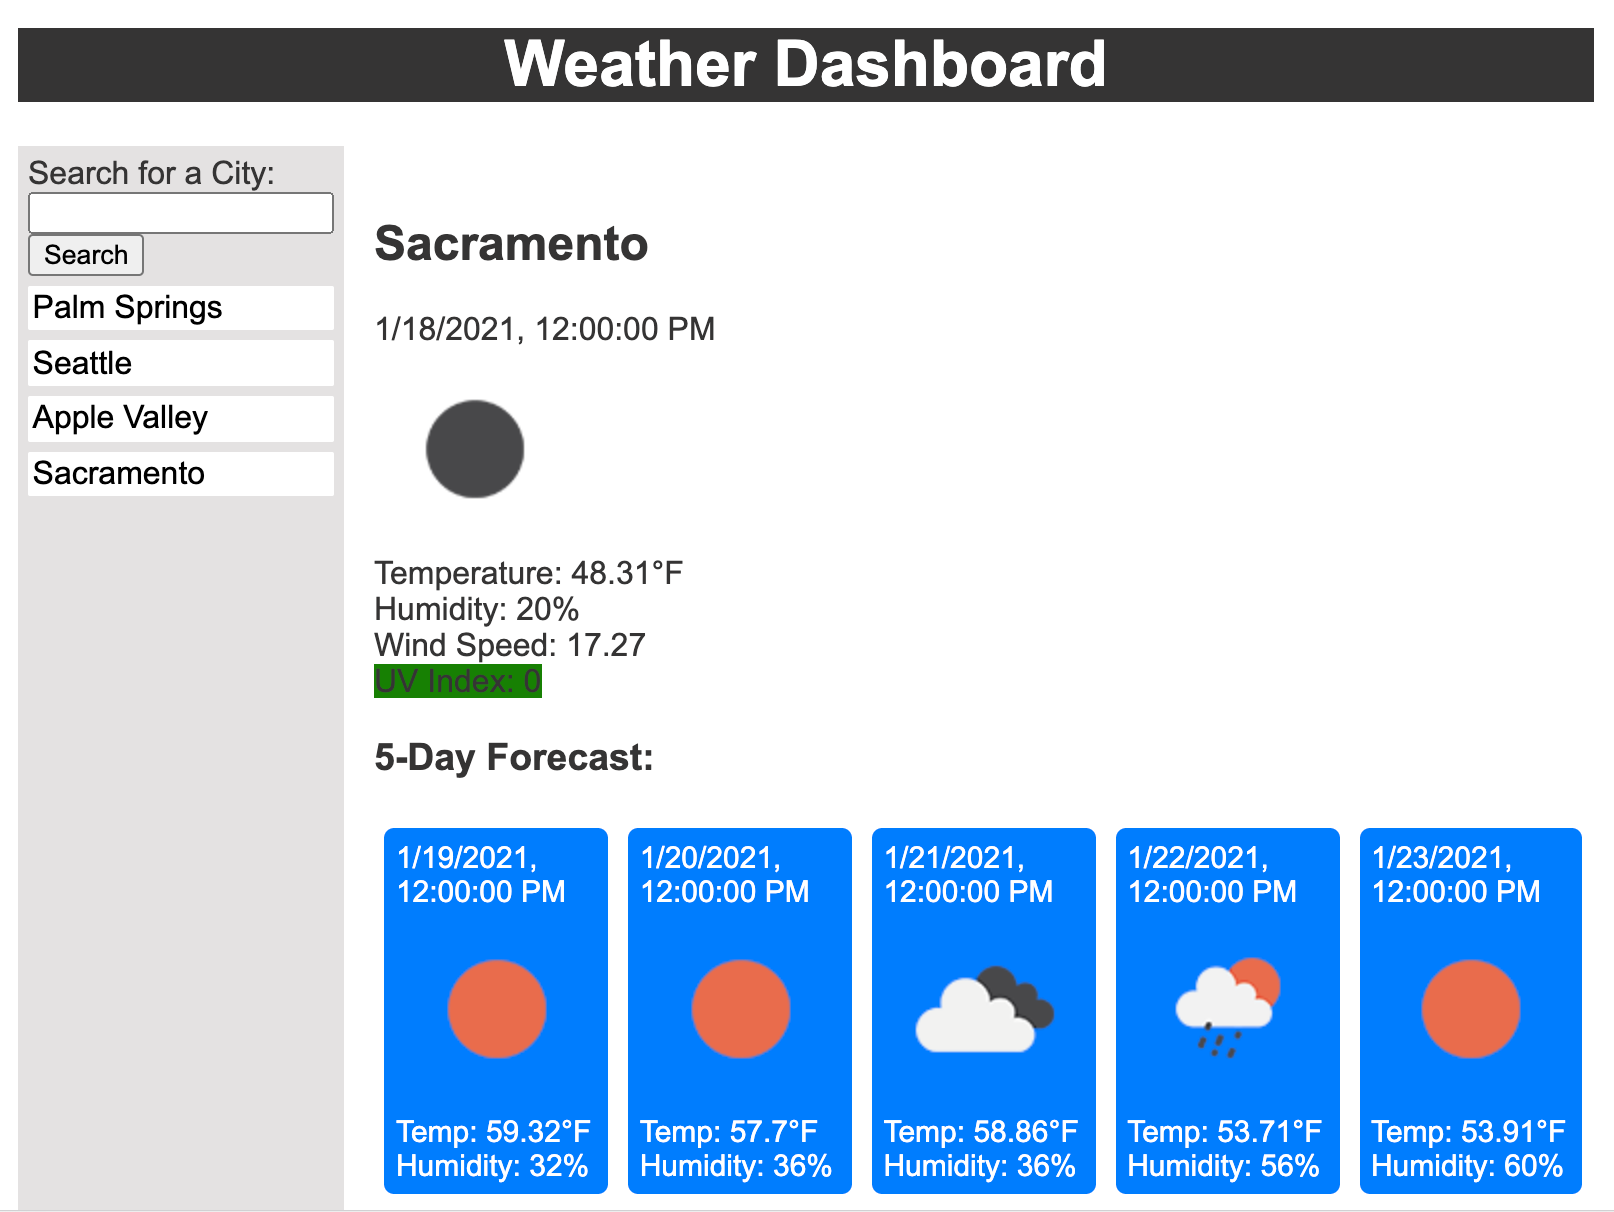 Weather Dashboard
Search for a City:
Search
Palm Springs
Seattle
Apple Valley
Sacramento
Sacramento
1/18/2021, 12:00:00 PM
Temperature: 48.31°F
Humidity: 20%
Wind Speed: 17.27
UV Index: 0
5-Day Forecast:
1/19/2021,
12:00:00 PM
Temp: 59.32°F
Humidity: 32%
1/20/2021,
12:00:00 PM
Temp: 57.7°F
Humidity: 36%
1/21/2021,
12:00:00 PM
Temp: 58.86°F
Humidity: 36%
1/22/2021,
12:00:00 PM
Temp: 53.71°F
Humidity: 56%
1/23/2021,
12:00:00 PM
Temp: 53.91°F
Humidity: 60%